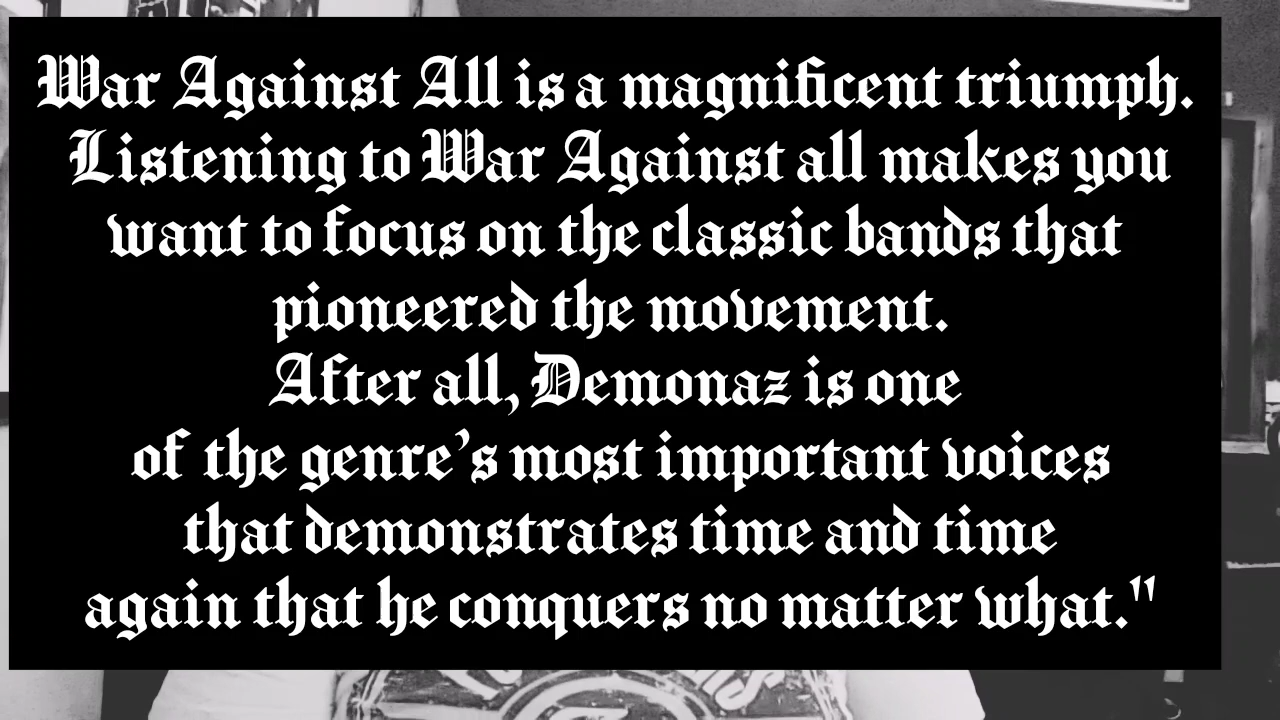 War Against All is a magnificent triumph.
Listening to War Against all makes you
want to focus on the classic bands that
pioneered the movement.
After all, Demonaz is one
of the genre's most important voices
that demonstrates time and time
again that he conquers no matter what."